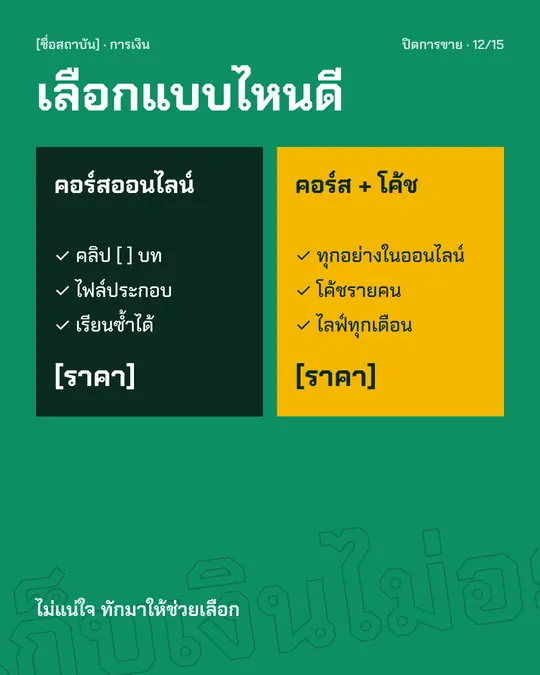 [ชื่อสถาบัน] · การเงิน
ปิดการขาย · 12/15
เลือกแบบไหนดี
คอร์สออนไลน์
✓ คลิป [ ] บท
✓ ไฟล์ประกอบ
✓ เรียนซ้ำได้
[ราคา]
คอร์ส + โค้ช
✓ ทุกอย่างในออนไลน์
✓ โค้ชรายคน
✓ ไลฟ์ทุกเดือน
[ราคา]
ไม่แน่ใจ ทักมาให้ช่วยเลือก